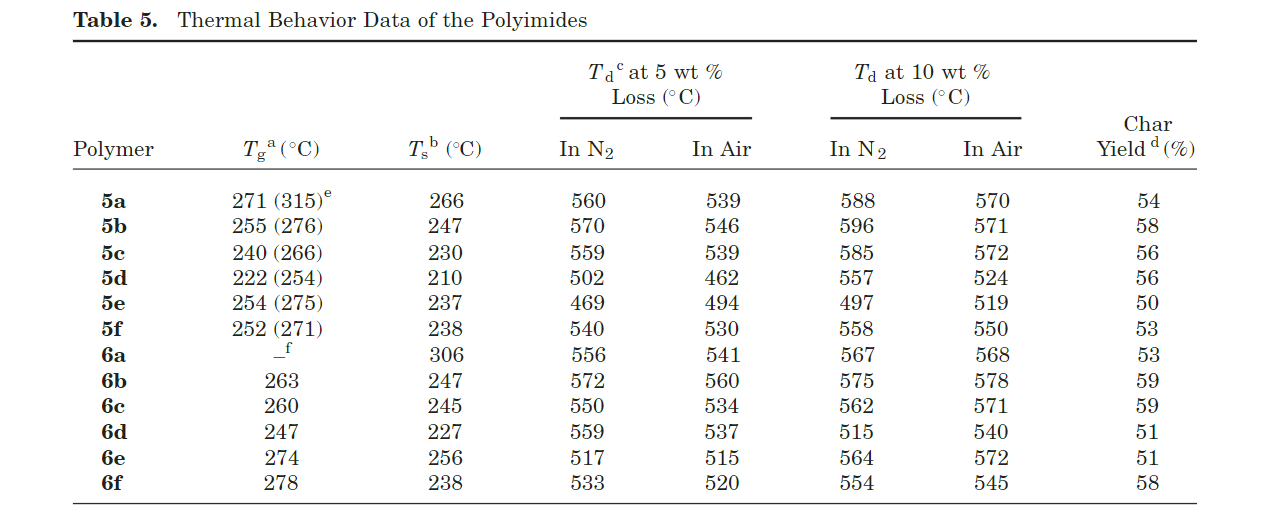 Table 5. Thermal Behavior Data of the Polyimides
Tdc at 5 wt % Loss (°C) Td at 10 wt % Loss (°C)
Polymer Tga (°C) Tsb (°C) In N2 In Air In N2 In Air Char Yield d (%)
5a 271 (315)e 266 560 539 588 570 54
5b 255 (276) 247 570 546 596 571 58
5c 240 (266) 230 559 539 585 572 56
5d 222 (254) 210 502 462 557 524 56
5e 254 (275) 237 469 494 497 519 50
5f 252 (271) 238 540 530 558 550 53
6a –f 306 556 541 567 568 53
6b 263 247 572 560 575 578 59
6c 260 245 550 534 562 571 59
6d 247 227 559 537 515 540 51
6e 274 256 517 515 564 572 51
6f 278 238 533 520 554 545 58